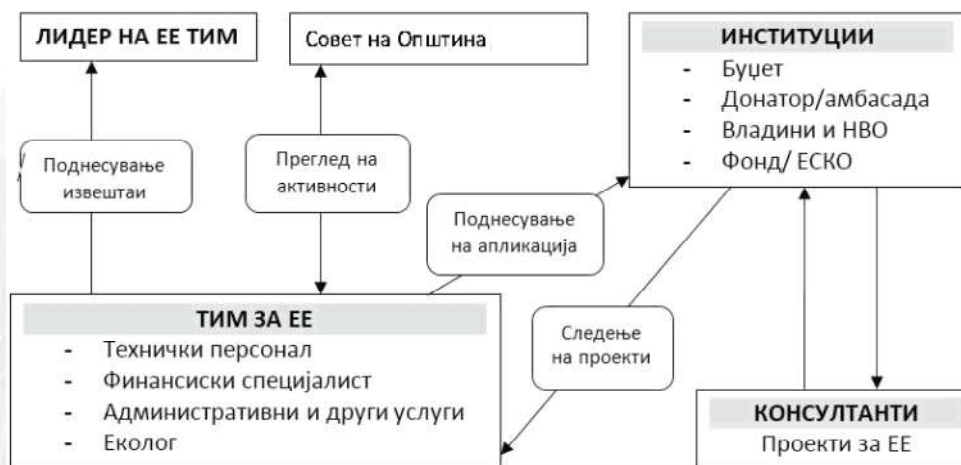 ЛИДЕР НА ЕЕ ТИМ
Совет на Општина
ИНСТИТУЦИИ
- Буџет
- Донатор/амбасада
- Владини и НВО
- Фонд/ ЕСКО
Поднесување
извештаи
Преглед на
активности
Поднесување
на апликација
ТИМ ЗА ЕЕ
- Технички персонал
- Финансиски специјалист
- Административни и други услуги
- Еколог
Следење
на проекти
КОНСУЛТАНТИ
Проекти за ЕЕ